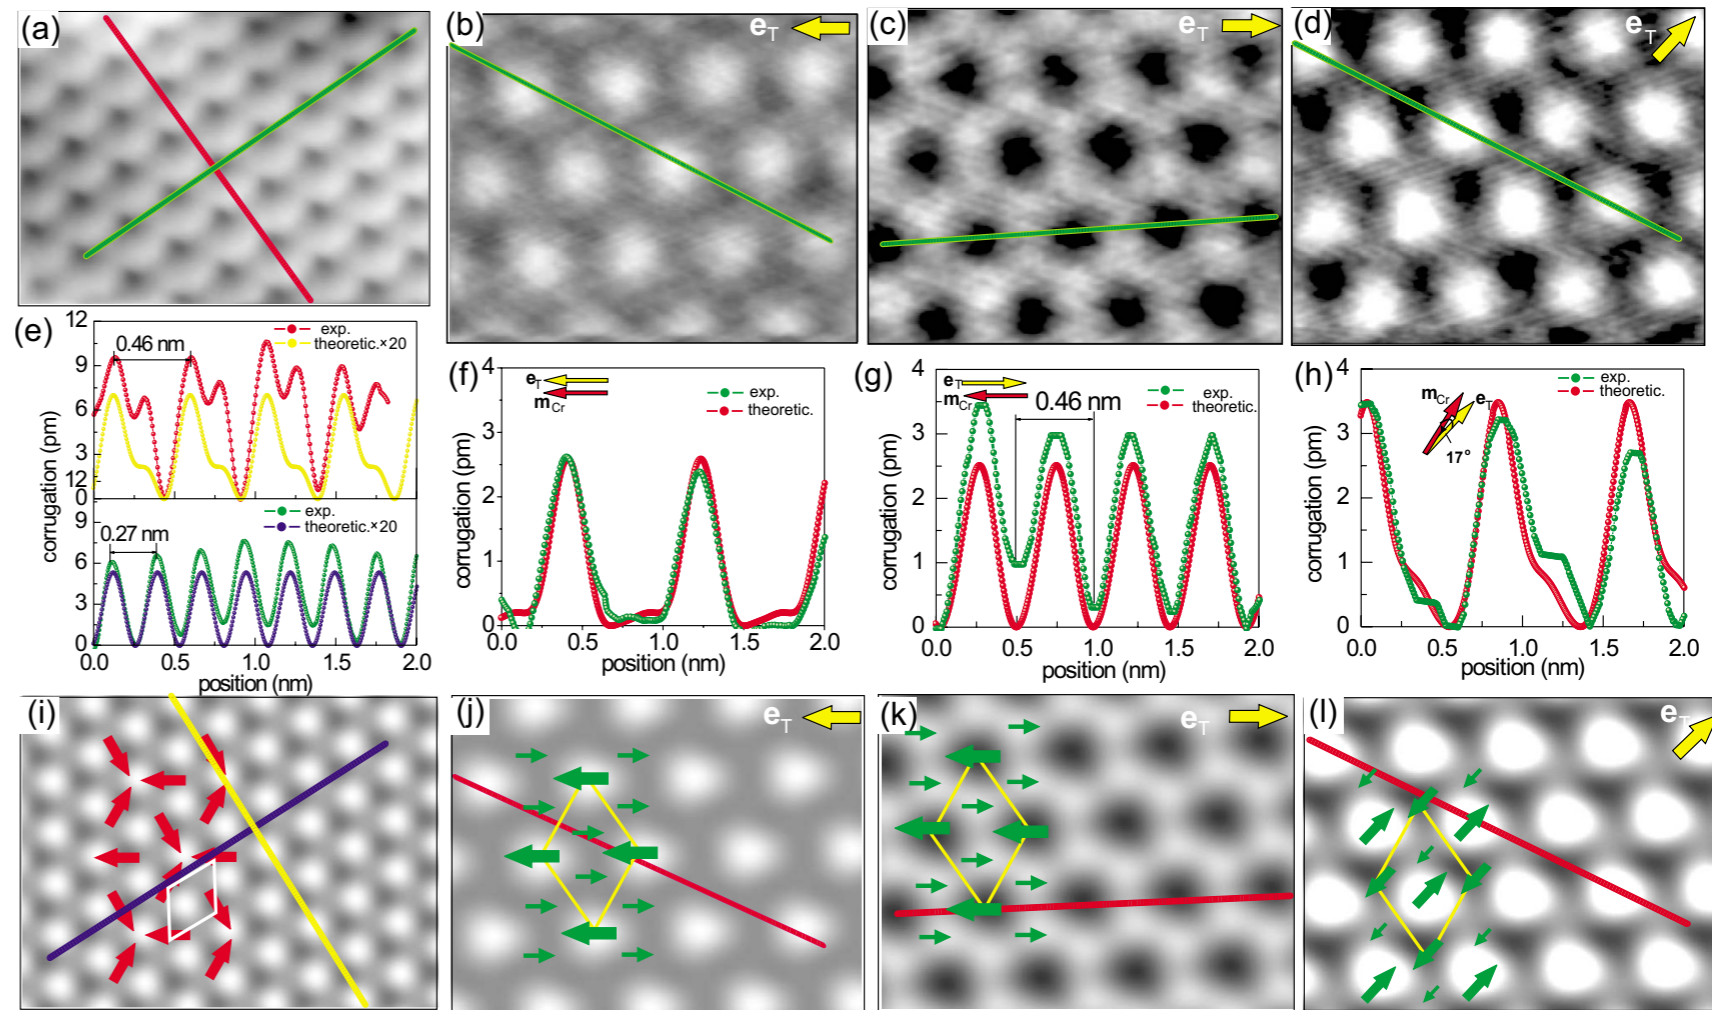 (a)
(b)
e_T
(c)
e_T
(d)
e_T
(e)
12
9
6
3
0
12
9
6
3
0
0.46 nm
exp.
theoretic.×20
0.27 nm
exp.
theoretic.×20
corrugation (pm)
0.0 0.5 1.0 1.5 2.0
position (nm)
(f)
4
3
2
1
0
e_T
m_Cr
exp.
theoretic.
corrugation (pm)
0.0 0.5 1.0 1.5 2.0
position (nm)
(g)
4
3
2
1
0
e_T
m_Cr
0.46 nm
exp.
theoretic.
corrugation (pm)
0.0 0.5 1.0 1.5 2.0
position (nm)
(h)
4
3
2
1
0
m_Cr
e_T
17°
exp.
theoretic.
corrugation (pm)
0.0 0.5 1.0 1.5 2.0
position (nm)
(i)
(j)
e_T
(k)
e_T
(l)
e_T